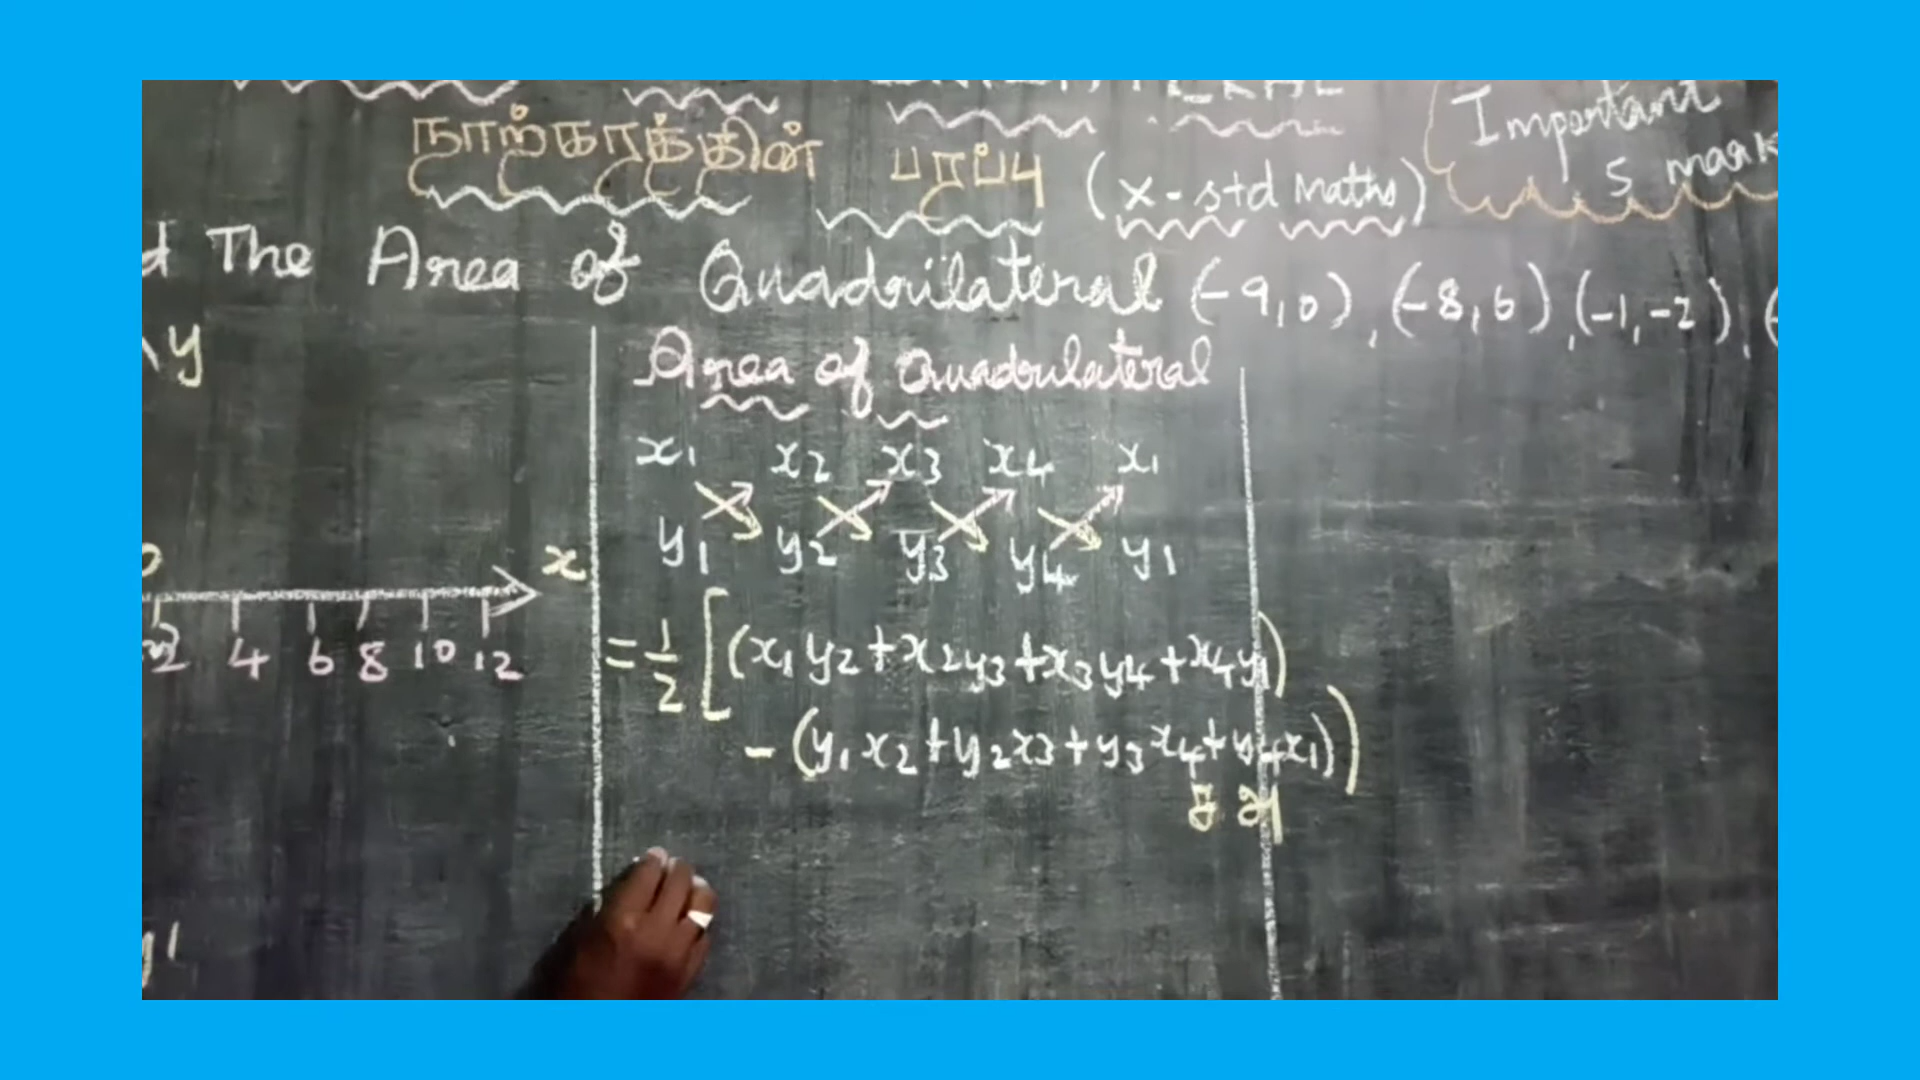 நாற்கரத்தின் பரப்பு (x-std Maths)
Important
5 mark
The Area of Quadrilateral (-9,0), (-8,6), (-1,-2), (-
y
Area of Quadrilateral
x₁ x₂ x₃ x₄ x₁
y₁ y₂ y₃ y₄ y₁
x
2 4 6 8 10 12
= 1/2 [(x₁y₂+x₂y₃+x₃y₄+x₄y₁)
- (y₁x₂+y₂x₃+y₃x₄+y₄x₁))
ச அ
y'